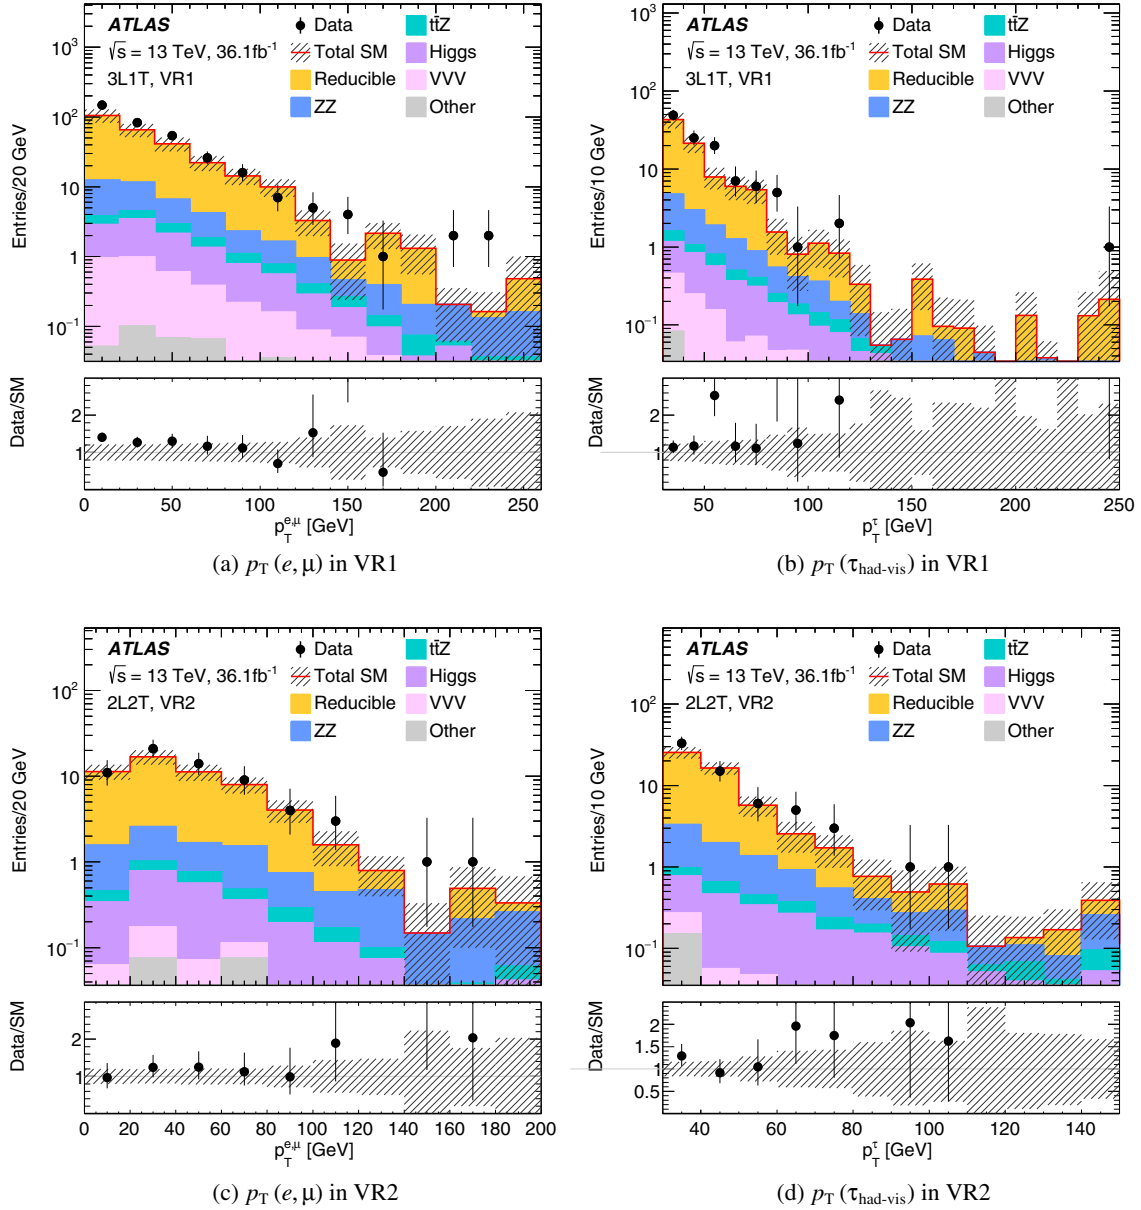 ATLAS
√s = 13 TeV, 36.1fb⁻¹
3L1T, VR1
Data
Total SM
Reducible
ZZ
tt̄Z
Higgs
VVV
Other
Entries/20 GeV
10³
10²
10
1
10⁻¹
Data/SM
2
1
0 50 100 150 200 250
p_T^{e,μ} [GeV]
(a) p_T (e, μ) in VR1
ATLAS
√s = 13 TeV, 36.1fb⁻¹
3L1T, VR1
Data
Total SM
Reducible
ZZ
tt̄Z
Higgs
VVV
Other
Entries/10 GeV
10³
10²
10
1
10⁻¹
Data/SM
2
1
50 100 150 200 250
p_T^τ [GeV]
(b) p_T (τ_had-vis) in VR1
ATLAS
√s = 13 TeV, 36.1fb⁻¹
2L2T, VR2
Data
Total SM
Reducible
ZZ
tt̄Z
Higgs
VVV
Other
Entries/20 GeV
10²
10
1
10⁻¹
Data/SM
2
1
0 20 40 60 80 100 120 140 160 180 200
p_T^{e,μ} [GeV]
(c) p_T (e, μ) in VR2
ATLAS
√s = 13 TeV, 36.1fb⁻¹
2L2T, VR2
Data
Total SM
Reducible
ZZ
tt̄Z
Higgs
VVV
Other
Entries/10 GeV
10²
10
1
10⁻¹
Data/SM
2
1.5
1
0.5
40 60 80 100 120 140
p_T^τ [GeV]
(d) p_T (τ_had-vis) in VR2